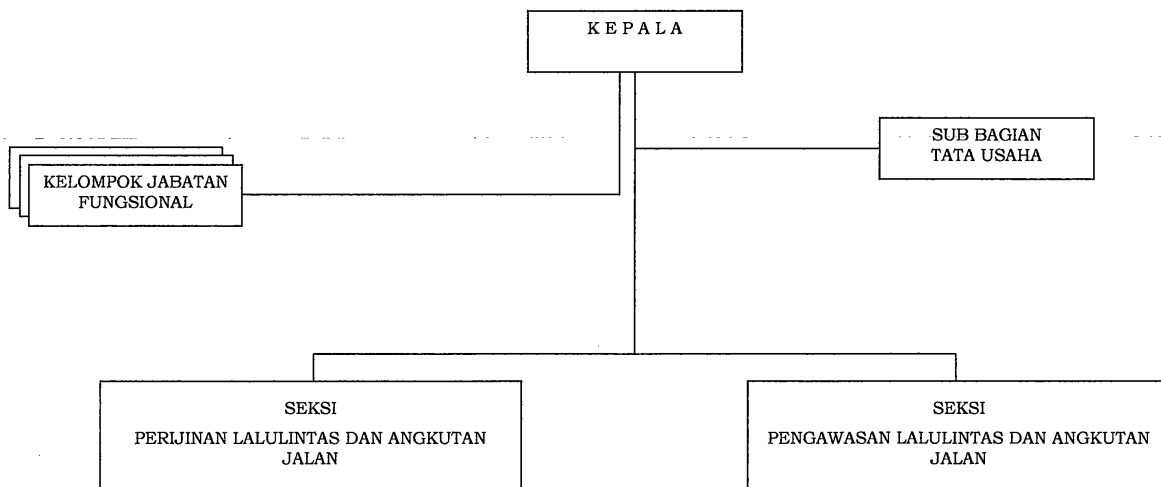 K E P A L A
SUB BAGIAN
TATA USAHA
KELOMPOK JABATAN
FUNGSIONAL
SEKSI
PERIJINAN LALULINTAS DAN ANGKUTAN
JALAN
SEKSI
PENGAWASAN LALULINTAS DAN ANGKUTAN
JALAN